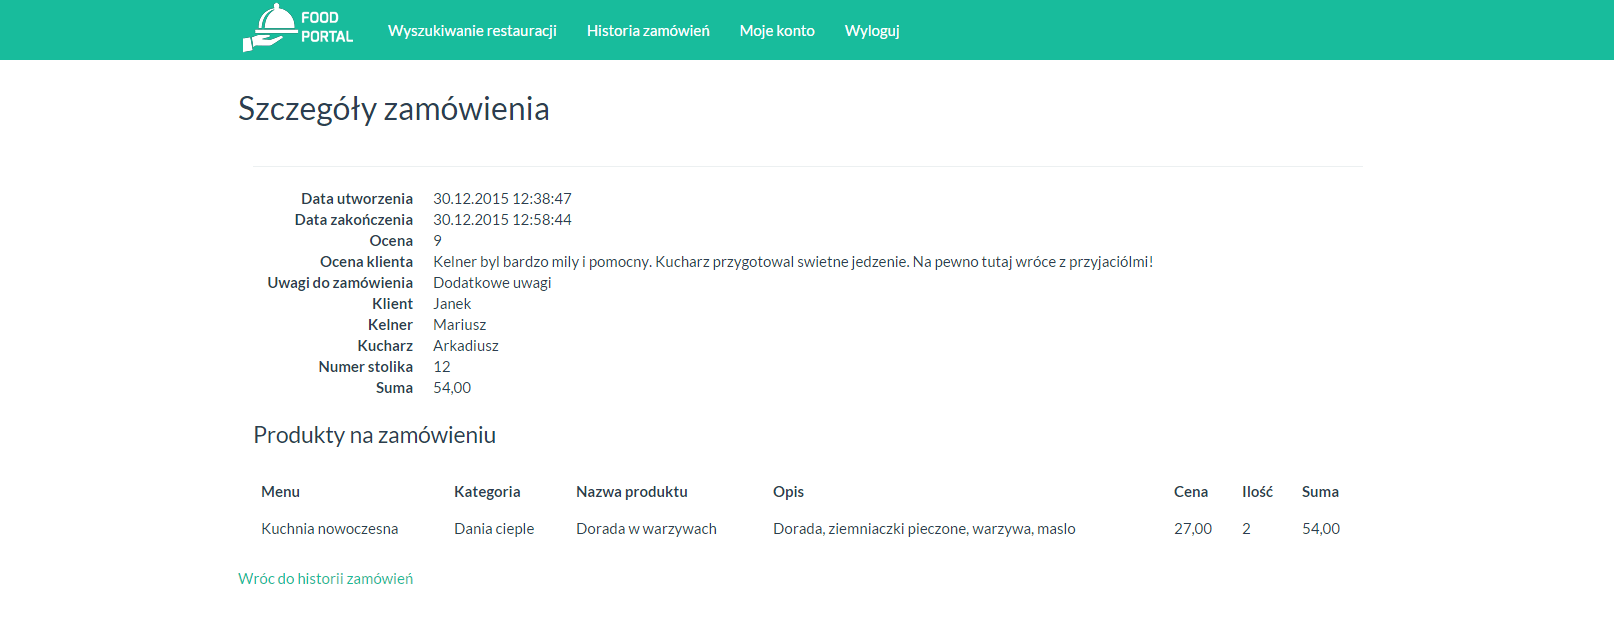 FOOD
PORTAL
Wyszukiwanie restauracji Historia zamówień Moje konto Wyloguj
Szczegóły zamówienia
Data utworzenia 30.12.2015 12:38:47
Data zakończenia 30.12.2015 12:58:44
Ocena 9
Ocena klienta Kelner byl bardzo mily i pomocny. Kucharz przygotowal swietne jedzenie. Na pewno tutaj wróce z przyjaciólmi!
Uwagi do zamówienia Dodatkowe uwagi
Klient Janek
Kelner Mariusz
Kucharz Arkadiusz
Numer stolika 12
Suma 54,00
Produkty na zamówieniu
Menu Kategoria Nazwa produktu Opis Cena Ilość Suma
Kuchnia nowoczesna Dania cieple Dorada w warzywach Dorada, ziemniaczki pieczone, warzywa, maslo 27,00 2 54,00
Wróc do historii zamówień